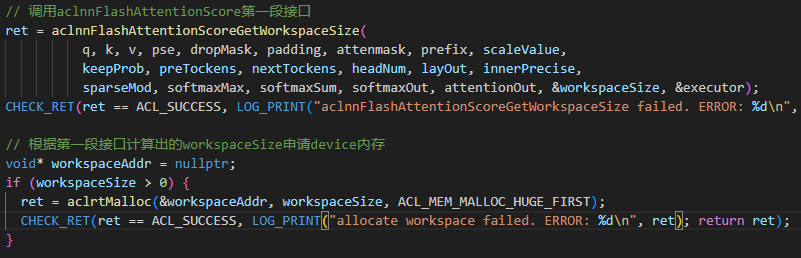 // 调用aclnnFlashAttentionScore第一段接口
ret = aclnnFlashAttentionScoreGetWorkspaceSize(
q, k, v, pse, dropMask, padding, attenmask, prefix, scaleValue,
keepProb, preTockens, nextTockens, headNum, layOut, innerPrecise,
sparseMod, softmaxMax, softmaxSum, softmaxOut, attentionOut, &workspaceSize, &executor);
CHECK_RET(ret == ACL_SUCCESS, LOG_PRINT("aclnnFlashAttentionScoreGetWorkspaceSize failed. ERROR: %d\n",
// 根据第一段接口计算出的workspaceSize申请device内存
void* workspaceAddr = nullptr;
if (workspaceSize > 0) {
ret = aclrtMalloc(&workspaceAddr, workspaceSize, ACL_MEM_MALLOC_HUGE_FIRST);
CHECK_RET(ret == ACL_SUCCESS, LOG_PRINT("allocate workspace failed. ERROR: %d\n", ret); return ret);
}